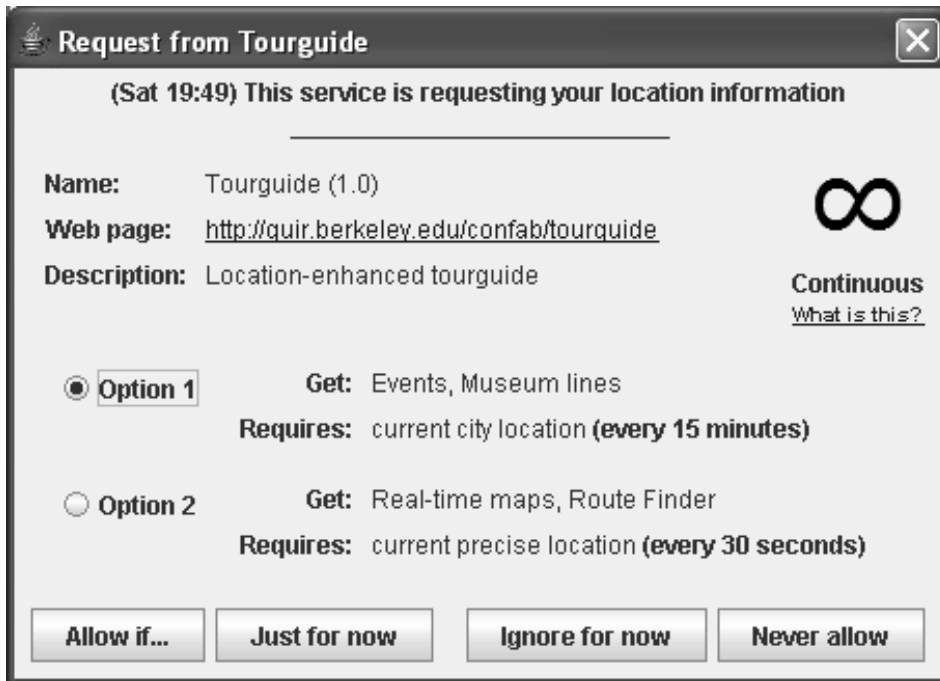 Request from Tourguide
(Sat 19:49) This service is requesting your location information
Name: Tourguide (1.0)
Web page: http://quir.berkeley.edu/confab/tourguide
Description: Location-enhanced tourguide
Continuous
What is this?
Option 1 Get: Events, Museum lines
Requires: current city location (every 15 minutes)
Option 2 Get: Real-time maps, Route Finder
Requires: current precise location (every 30 seconds)
Allow if... Just for now Ignore for now Never allow